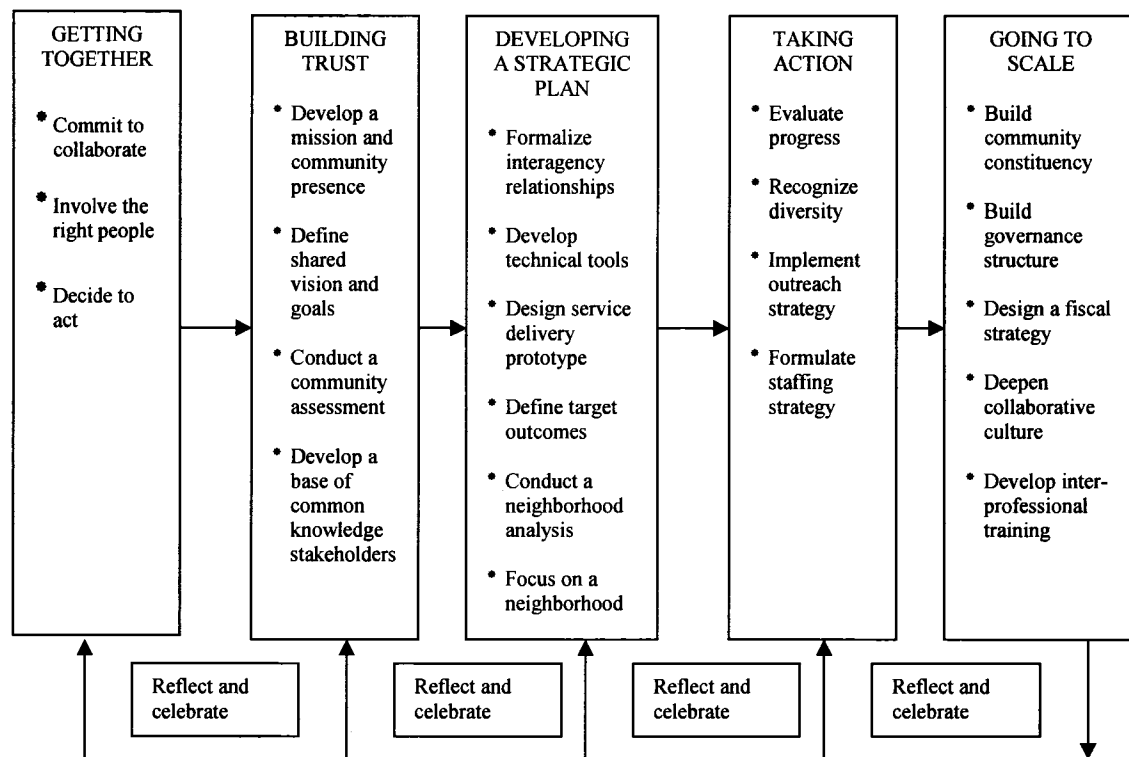 GETTING
TOGETHER
* Commit to
collaborate
* Involve the
right people
* Decide to
act
BUILDING
TRUST
* Develop a
mission and
community
presence
* Define
shared
vision and
goals
* Conduct a
community
assessment
* Develop a
base of
common
knowledge
stakeholders
DEVELOPING
A STRATEGIC
PLAN
* Formalize
interagency
relationships
* Develop
technical tools
* Design service
delivery
prototype
* Define target
outcomes
* Conduct a
neighborhood
analysis
* Focus on a
neighborhood
TAKING
ACTION
* Evaluate
progress
* Recognize
diversity
* Implement
outreach
strategy
* Formulate
staffing
strategy
GOING TO
SCALE
* Build
community
constituency
* Build
governance
structure
* Design a fiscal
strategy
* Deepen
collaborative
culture
* Develop inter-
professional
training
Reflect and
celebrate
Reflect and
celebrate
Reflect and
celebrate
Reflect and
celebrate